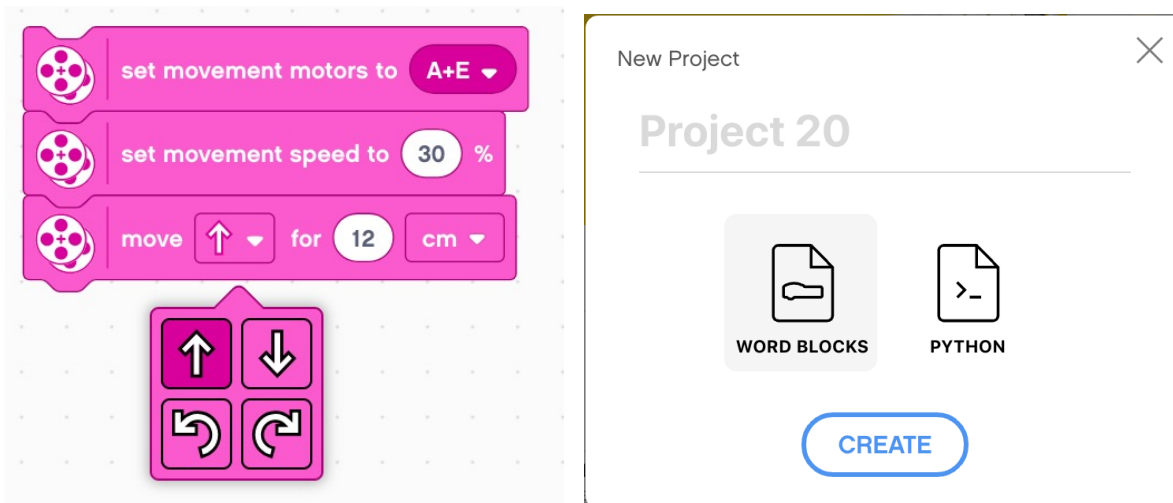 set movement motors to A+E
set movement speed to 30 %
move for 12 cm
New Project
Project 20
WORD BLOCKS
PYTHON
CREATE